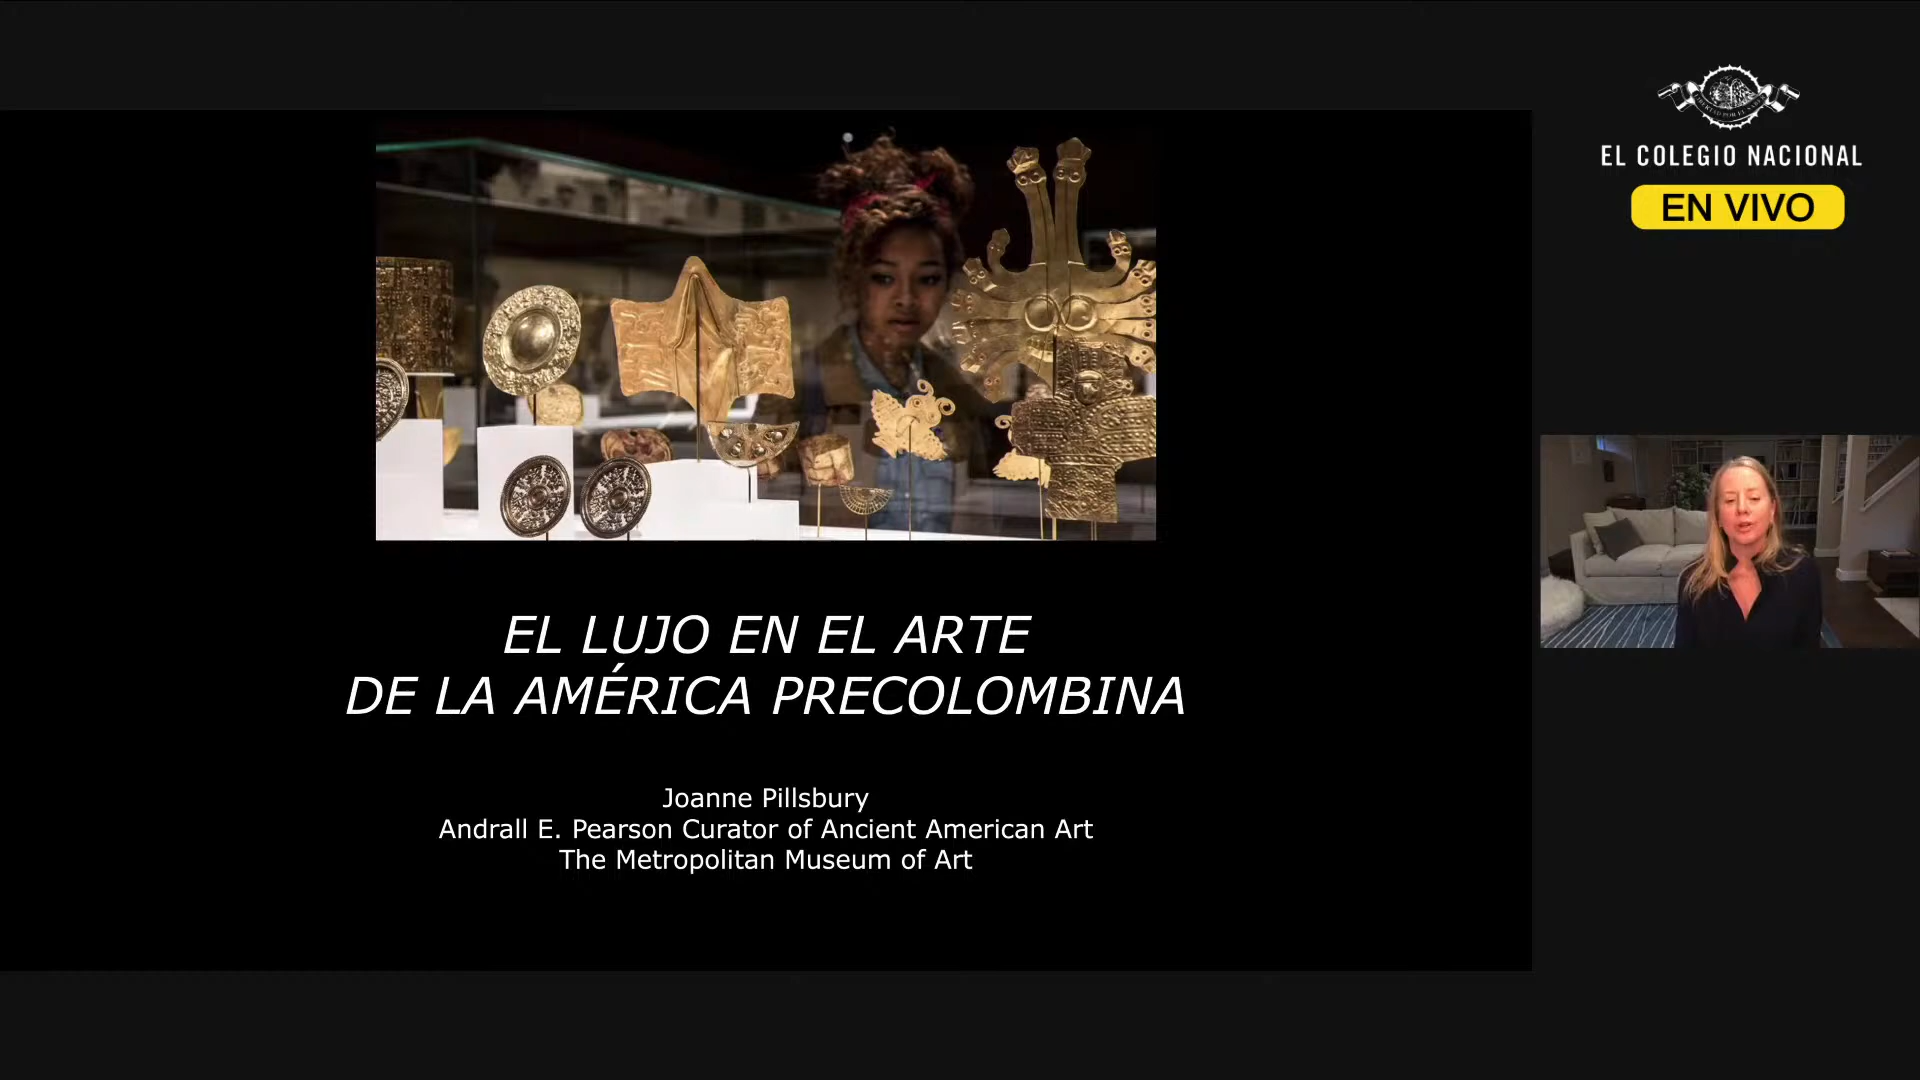 EL COLEGIO NACIONAL
EN VIVO
EL LUJO EN EL ARTE
DE LA AMÉRICA PRECOLOMBINA
Joanne Pillsbury
Andrall E. Pearson Curator of Ancient American Art
The Metropolitan Museum of Art